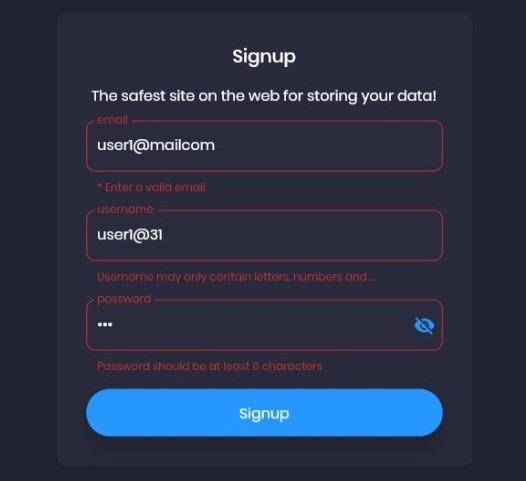 Signup
The safest site on the web for storing your data!
email
user1@mailcom
* Enter a valid email
username
user1@31
Username may only contain letters, numbers and ...
password
•••
Password should be at least 6 characters
Signup